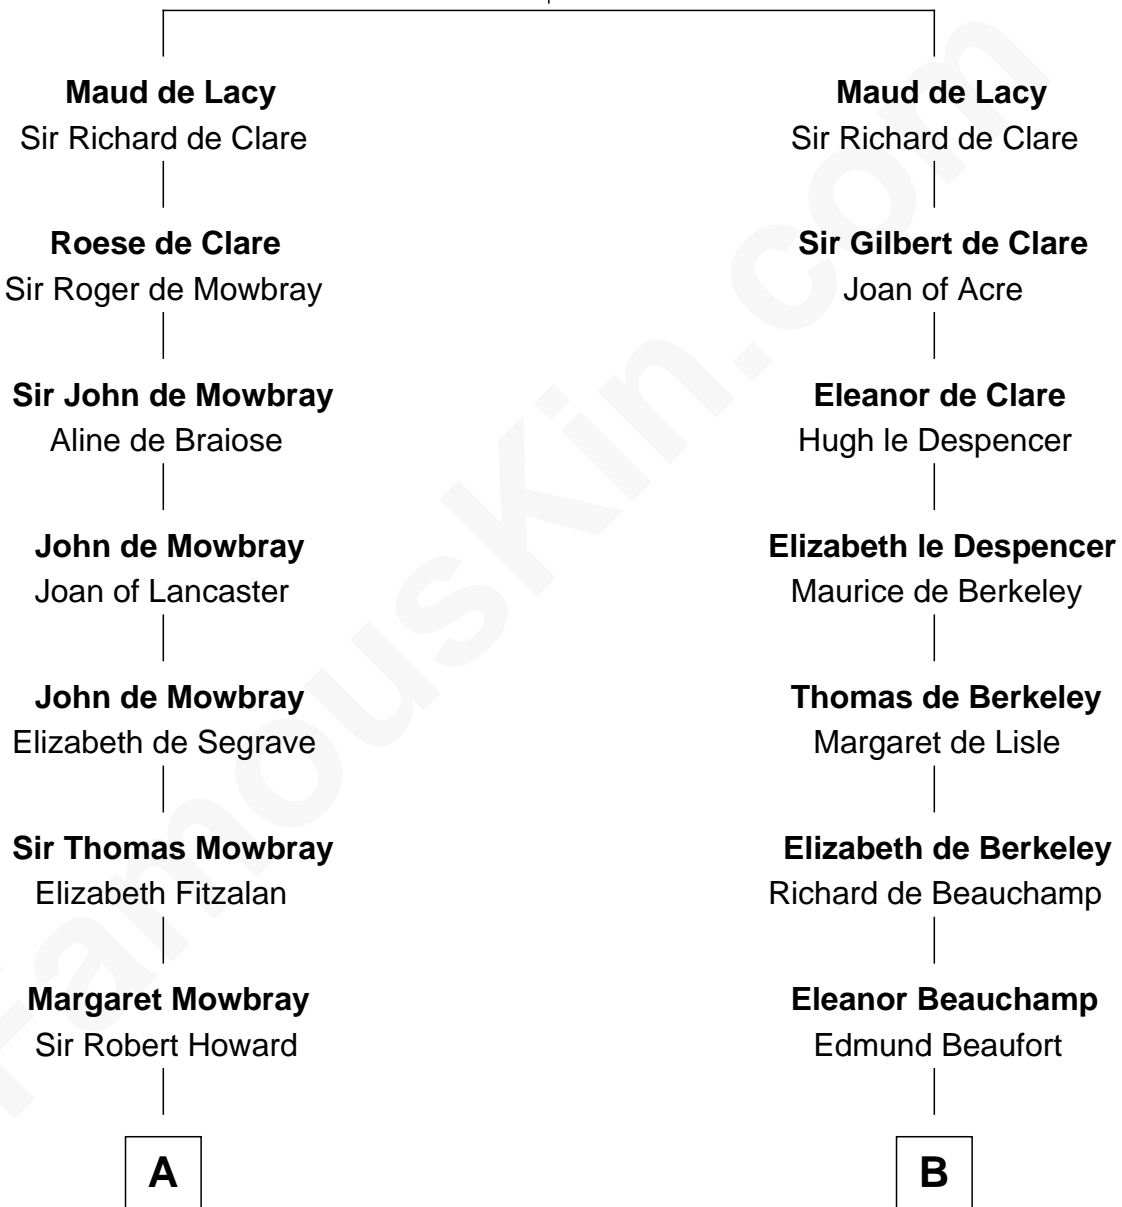 Maud de Lacy
Sir Richard de Clare
Roese de Clare
Sir Roger de Mowbray
Sir John de Mowbray
Aline de Braiose
John de Mowbray
Joan of Lancaster
John de Mowbray
Elizabeth de Segrave
Sir Thomas Mowbray
Elizabeth Fitzalan
Margaret Mowbray
Sir Robert Howard
A
Maud de Lacy
Sir Richard de Clare
Sir Gilbert de Clare
Joan of Acre
Eleanor de Clare
Hugh le Despencer
Elizabeth le Despencer
Maurice de Berkeley
Thomas de Berkeley
Margaret de Lisle
Elizabeth de Berkeley
Richard de Beauchamp
Eleanor Beauchamp
Edmund Beaufort
B
FamousKin.com